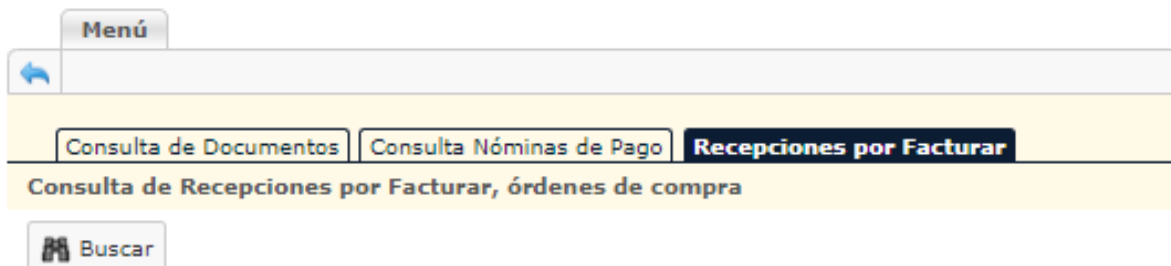 Menú
Consulta de Documentos Consulta Nóminas de Pago Recepciones por Facturar
Consulta de Recepciones por Facturar, órdenes de compra
Buscar